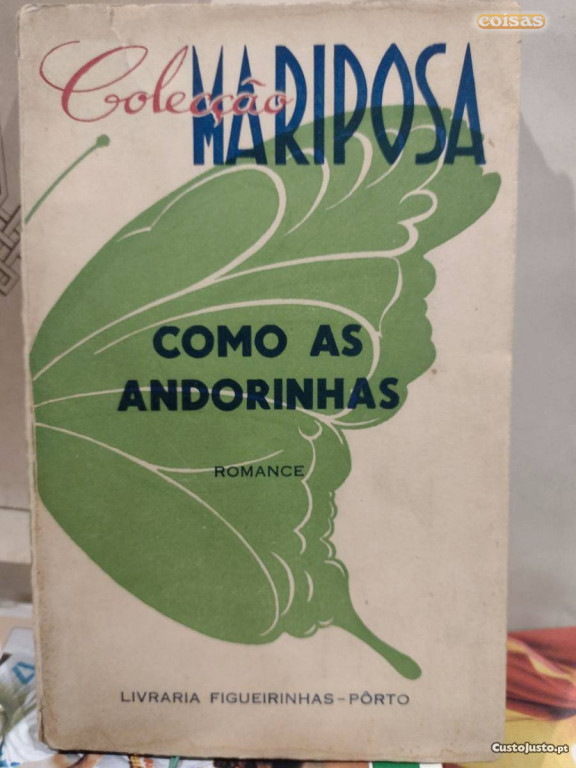 coisas
Colecção MARIPOSA
COMO AS
ANDORINHAS
ROMANCE
LIVRARIA FIGUEIRINHAS-PÔRTO
CustoJusto.pt